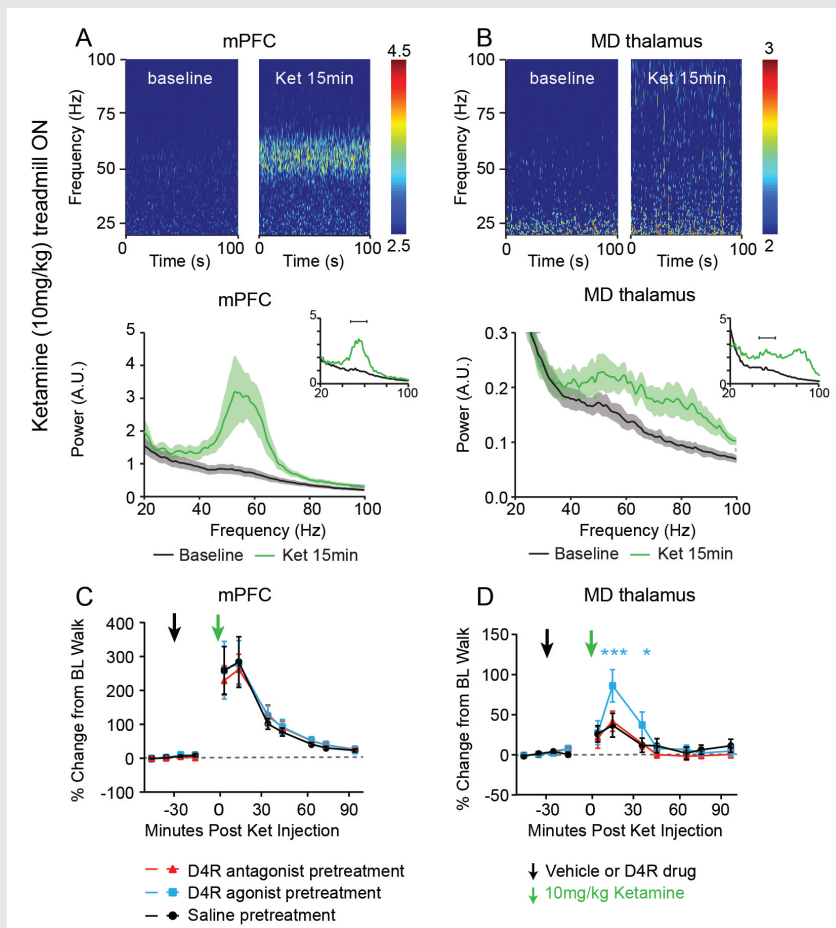 Ketamine (10mg/kg) treadmill ON
A
mPFC
baseline
Ket 15min
4.5
2.5
100
75
50
25
Frequency (Hz)
0
100
0
100
Time (s)
Time (s)
B
MD thalamus
baseline
Ket 15min
3
2
100
75
50
25
Frequency (Hz)
0
100
0
100
Time (s)
Time (s)
mPFC
5
4
3
2
1
0
Power (A.U.)
20
40
60
80
100
Frequency (Hz)
5
0
20
100
Baseline
Ket 15min
MD thalamus
0.3
0.2
0.1
0.0
Power (A.U.)
20
40
60
80
100
Frequency (Hz)
5
0
20
100
Baseline
Ket 15min
C
mPFC
400
300
200
100
0
-100
% Change from BL Walk
-30
0
30
60
90
Minutes Post Ket Injection
D4R antagonist pretreatment
D4R agonist pretreatment
Saline pretreatment
D
MD thalamus
150
100
50
0
-50
% Change from BL Walk
***
*
-30
0
30
60
90
Minutes Post Ket Injection
Vehicle or D4R drug
10mg/kg Ketamine